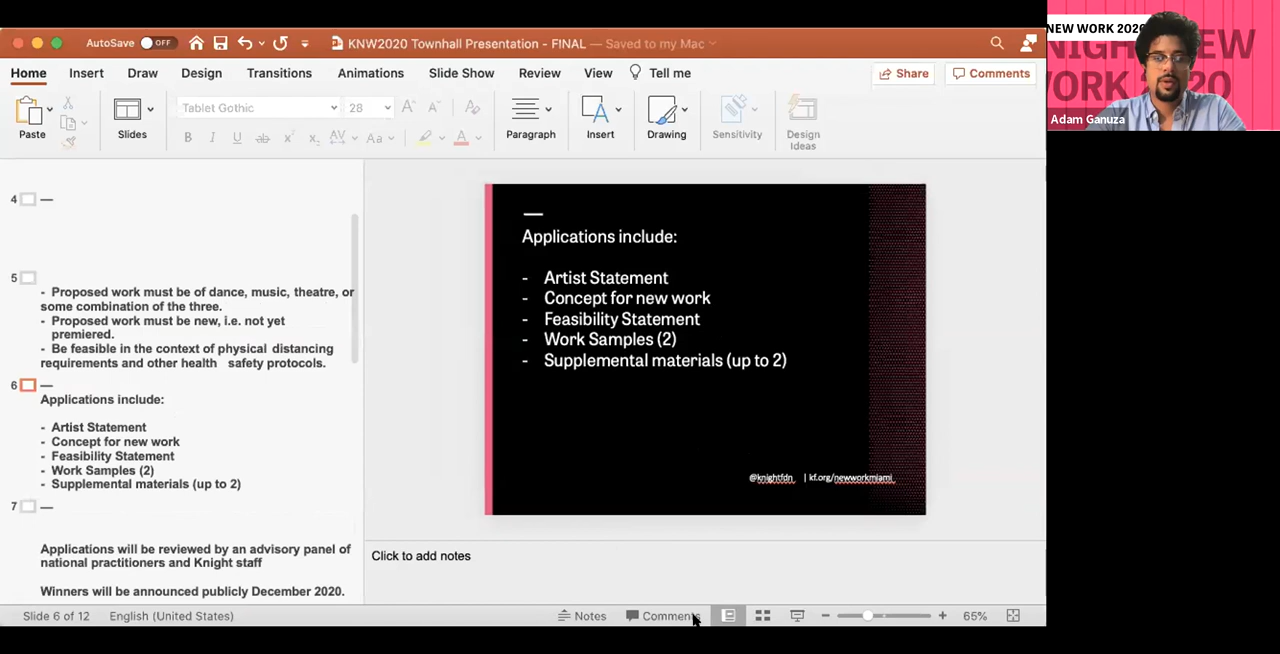 AutoSave OFF KNW2020 Townhall Presentation - FINAL — Saved to my Mac
Home Insert Draw Design Transitions Animations Slide Show Review View Tell me Share Comments
Tablet Gothic 28
Paste Slides Paragraph Insert Drawing Sensitivity Design
Ideas
NEW WORK 2020
KNIGHT NEW
WORK 2020
Adam Ganuza
4 —
5
- Proposed work must be of dance, music, theatre, or
some combination of the three.
- Proposed work must be new, i.e. not yet
premiered.
- Be feasible in the context of physical distancing
requirements and other health safety protocols.
6 —
Applications include:
- Artist Statement
- Concept for new work
- Feasibility Statement
- Work Samples (2)
- Supplemental materials (up to 2)
7 —
Applications will be reviewed by an advisory panel of
national practitioners and Knight staff
Winners will be announced publicly December 2020.
Applications include:
- Artist Statement
- Concept for new work
- Feasibility Statement
- Work Samples (2)
- Supplemental materials (up to 2)
@knightfdn | kf.org/newworkmiami
Click to add notes
Slide 6 of 12 English (United States) Notes Comments 65%